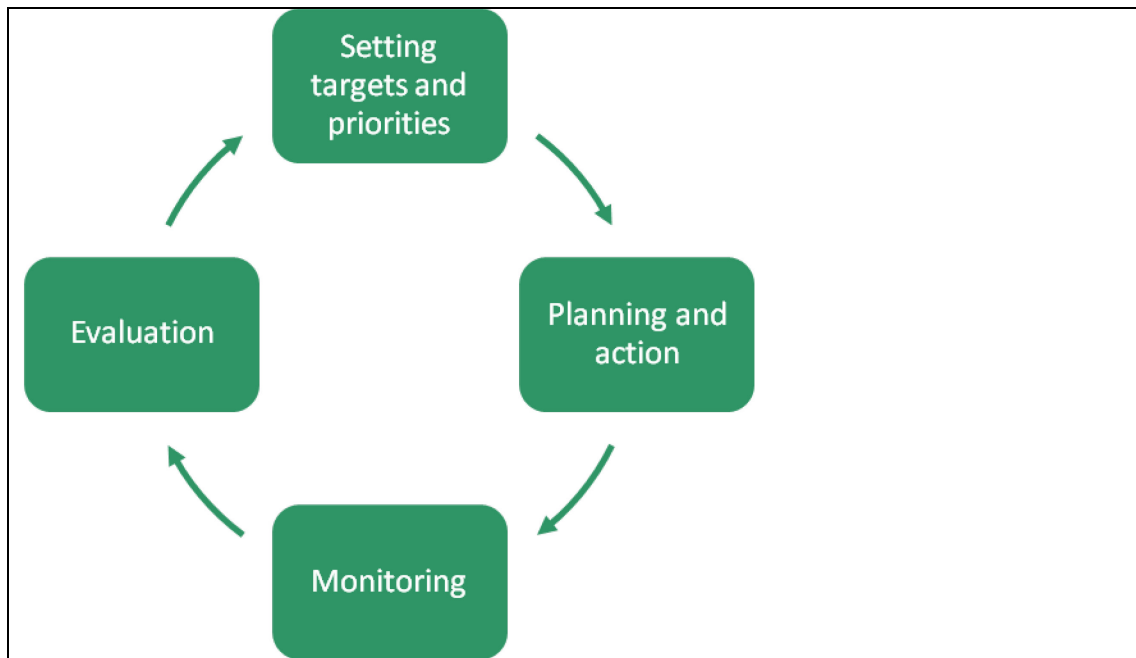 Setting
targets and
priorities
Planning and
action
Monitoring
Evaluation